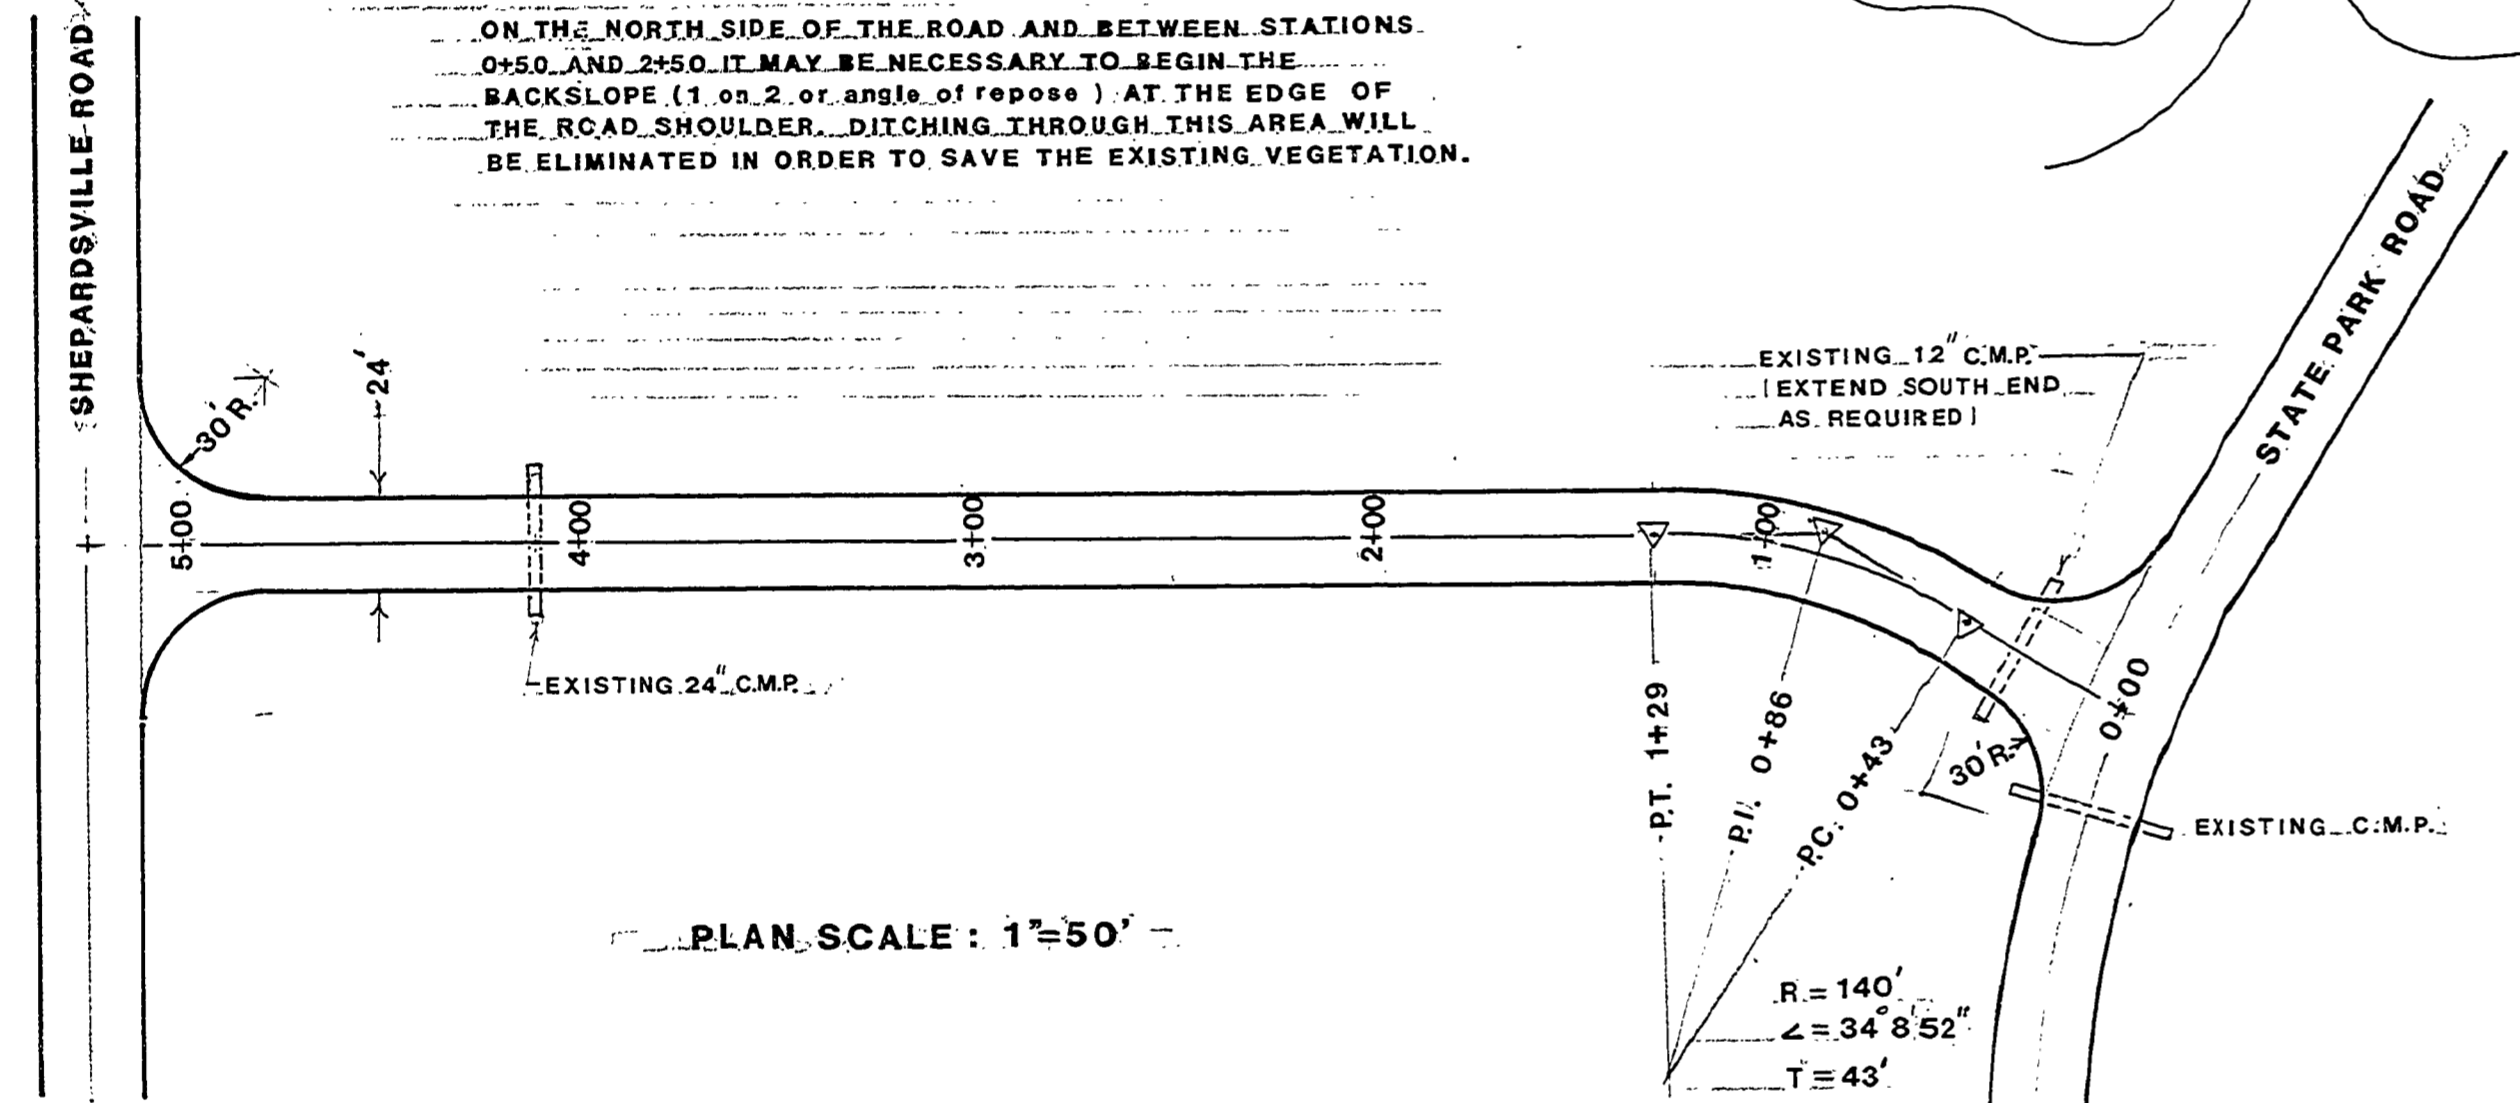 SHEPARDSVILLE ROAD
ON THE NORTH SIDE OF THE ROAD AND BETWEEN STATIONS
0+50 AND 2+50 IT MAY BE NECESSARY TO BEGIN THE
BACKSLOPE (1 on 2 or angle of repose ) AT THE EDGE OF
THE ROAD SHOULDER. DITCHING THROUGH THIS AREA WILL
BE ELIMINATED IN ORDER TO SAVE THE EXISTING VEGETATION.
STATE PARK ROAD
EXISTING 12" C.M.P.
(EXTEND SOUTH END
AS REQUIRED)
30'R.
24'
5+00
4+00
3+00
2+00
1+00
0+00
EXISTING 24" C.M.P.
P.T. 1+29
P.I. 0+86
P.C. 0+43
30'R.
EXISTING C.M.P.
PLAN SCALE: 1"=50'
R = 140'
∠ = 34°8'52"
T = 43'